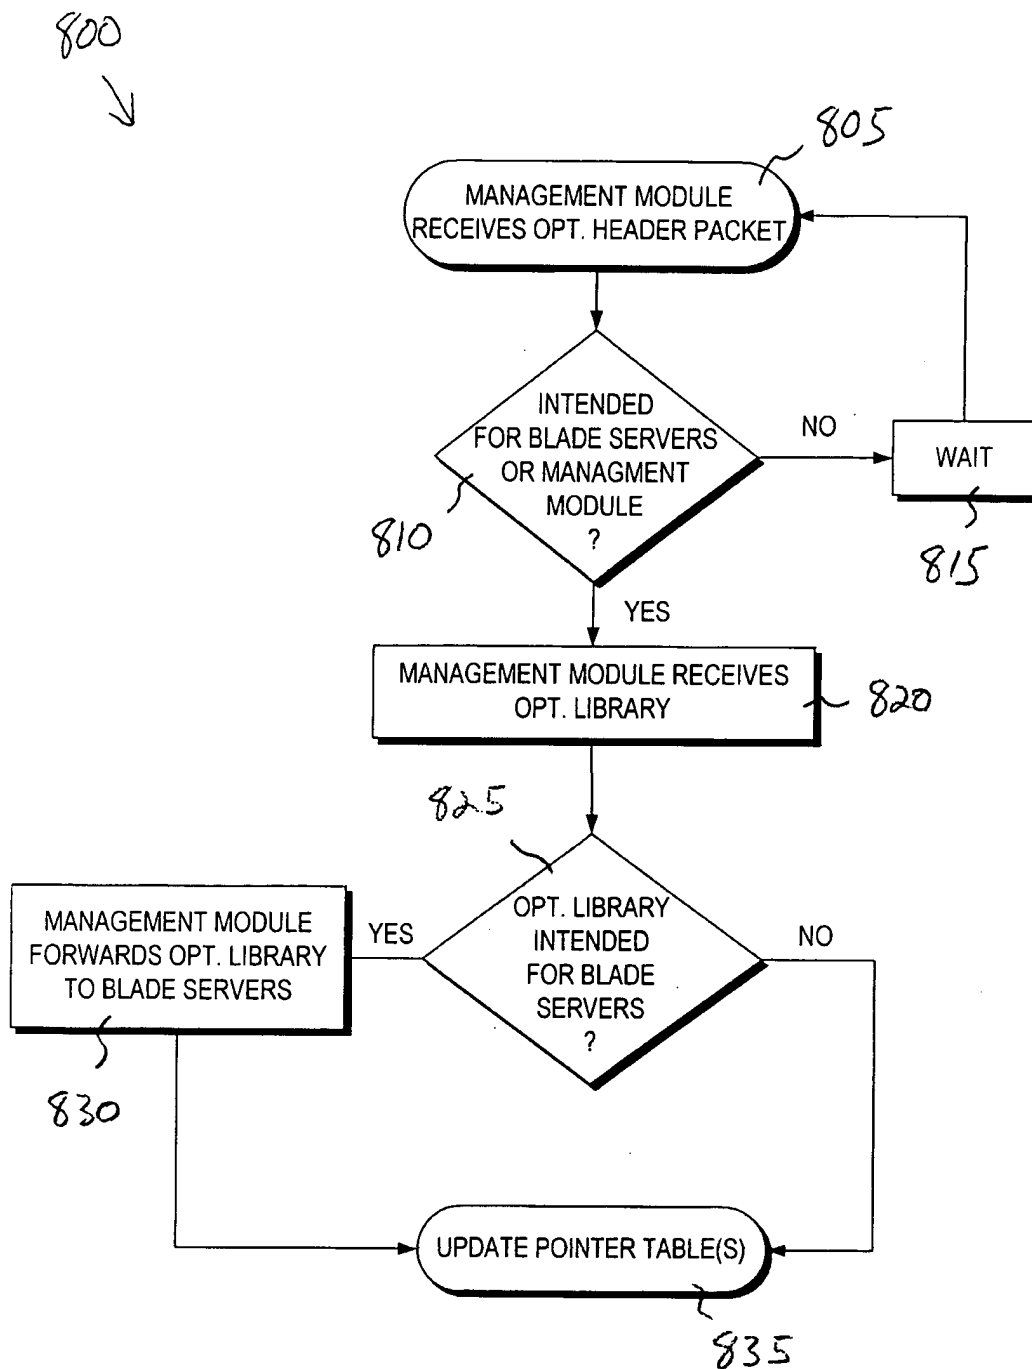 800
805
MANAGEMENT MODULE
RECEIVES OPT. HEADER PACKET
INTENDED
FOR BLADE SERVERS
OR MANAGMENT
MODULE
?
NO
WAIT
810
815
YES
MANAGEMENT MODULE RECEIVES
OPT. LIBRARY
820
825
OPT. LIBRARY
INTENDED
FOR BLADE
SERVERS
?
YES
NO
MANAGEMENT MODULE
FORWARDS OPT. LIBRARY
TO BLADE SERVERS
830
UPDATE POINTER TABLE(S)
835